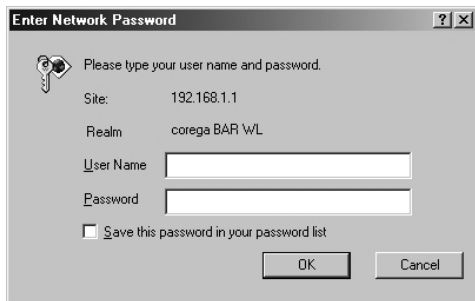 Enter Network Password
Please type your user name and password.
Site: 192.168.1.1
Realm corega BAR WL
User Name
Password
Save this password in your password list
OK Cancel